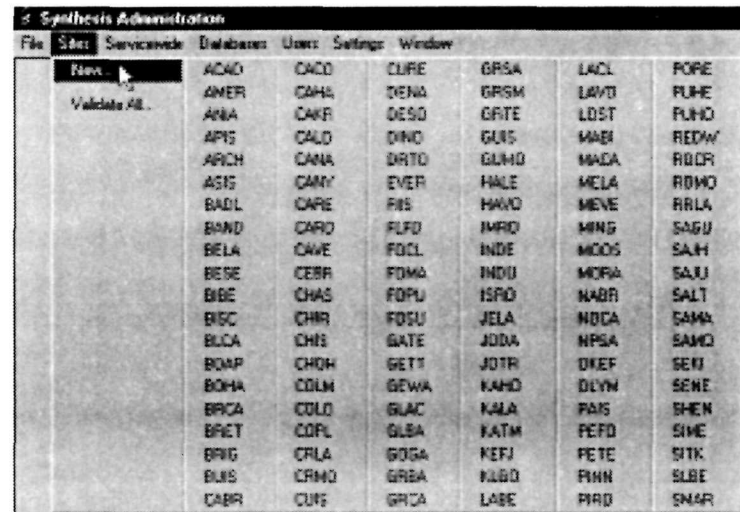 Synthesis Administration
File Sites Servicewide Databases Users Settings Window
New... ACAD CACO CURE GRSA LACL PORE
Validate All... AMER CAHA DENA GRSM LAVO PUHE
ANIA CAKR DESO GRTE LOST PUHO
APIS CALO DINO GUIS MABI REDW
ARCH CANA DRTO GUMO MACA ROCR
ASIS CANY EVER HALE MELA ROMO
BADL CARE FIIS HAVO MEVE RRLA
BAND CARO FLFO IMRO MING SAGU
BELA CAVE FOCL INDE MOOS SAJH
BESE CEBR FOMA INDU MORA SAJU
BIBE CHAS FOPU ISRO NABR SALT
BISC CHIR FOSU JELA NOCA SAMA
BLCA CHIS GATE JODA NPSA SAMO
BOAP CHOH GETT JOTR OKEF SEKI
BOHA COLM GEWA KAHO OLYM SENE
BRCA COLO GLAC KALA PAIS SHEN
BRET COPL GLBA KATM PEFO SIME
BRIG CRLA GOGA KEFJ PETE SITK
BUIS CRMO GRBA KLGO PINN SLBE
CABR CUIS GRCA LABE PIRO SMAR